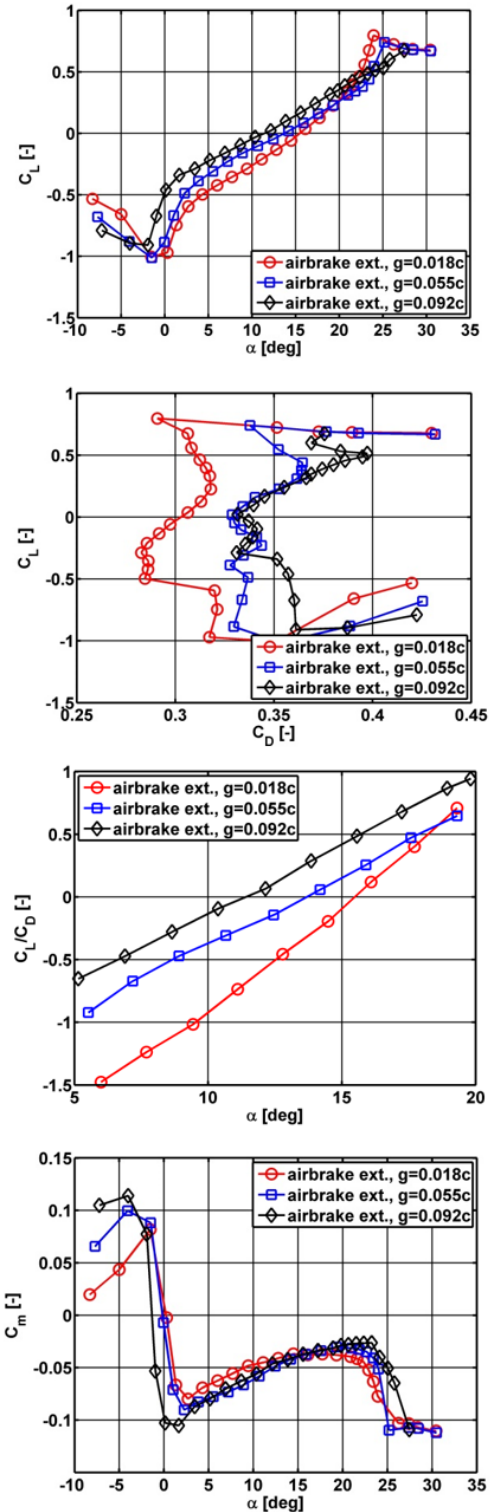 1
0.5
0
-0.5
-1
-1.5
C_L [-]
-10 -5 0 5 10 15 20 25 30 35
α [deg]
airbrake ext., g=0.018c
airbrake ext., g=0.055c
airbrake ext., g=0.092c
1
0.5
0
-0.5
-1
-1.5
C_L [-]
0.25 0.3 0.35 0.4 0.45
C_D [-]
airbrake ext., g=0.018c
airbrake ext., g=0.055c
airbrake ext., g=0.092c
1
0.5
0
-0.5
-1
-1.5
C_L/C_D [-]
5 10 15 20
α [deg]
airbrake ext., g=0.018c
airbrake ext., g=0.055c
airbrake ext., g=0.092c
0.15
0.1
0.05
0
-0.05
-0.1
C_m [-]
-10 -5 0 5 10 15 20 25 30 35
α [deg]
airbrake ext., g=0.018c
airbrake ext., g=0.055c
airbrake ext., g=0.092c